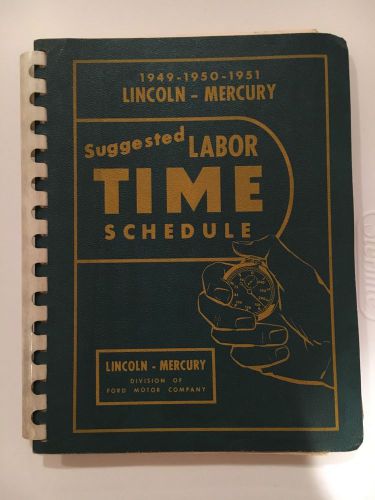 1949-1950-1951
LINCOLN - MERCURY
Suggested LABOR
TIME
SCHEDULE
LINCOLN - MERCURY
DIVISION OF
FORD MOTOR COMPANY